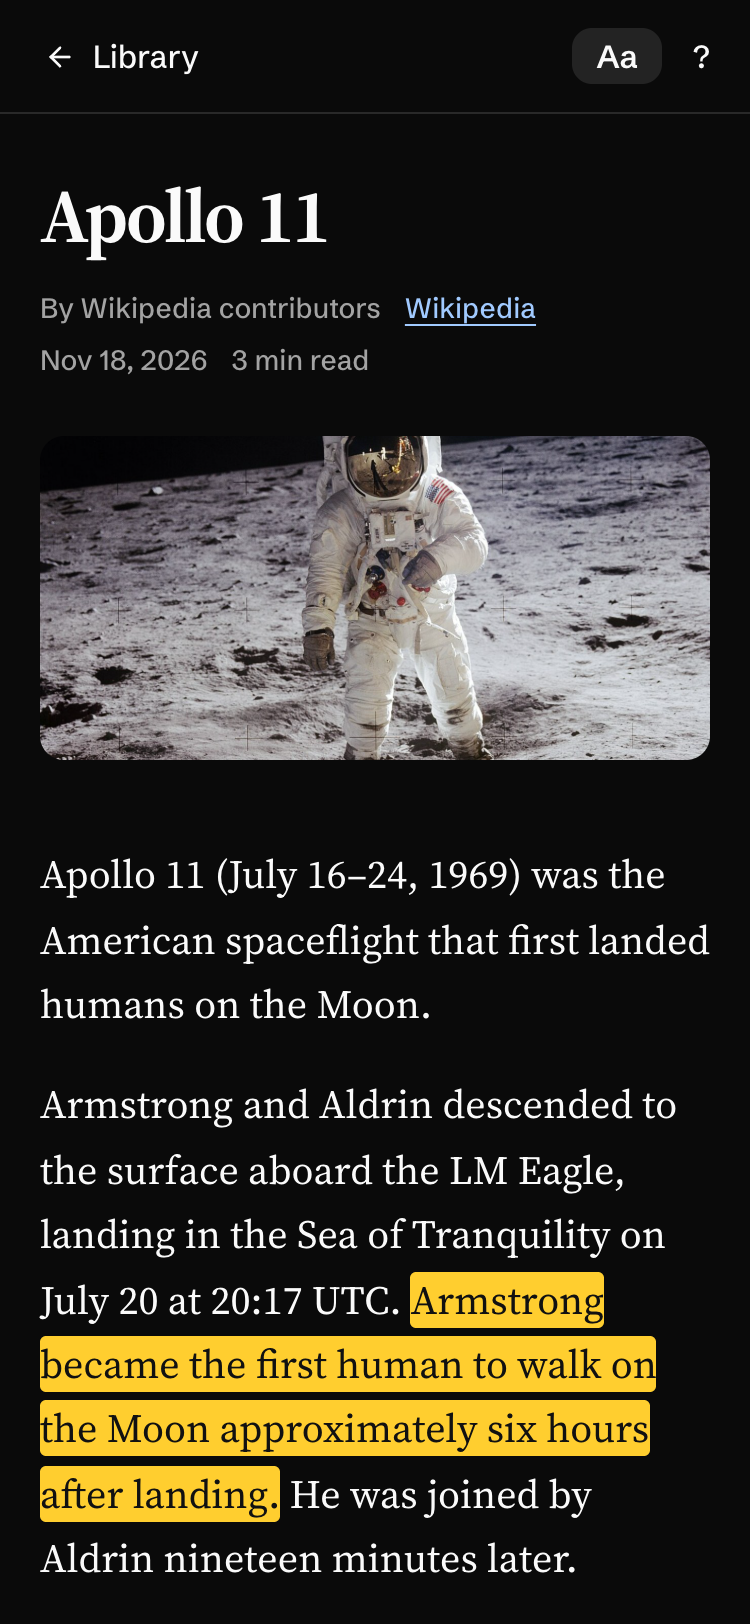 ← Library
Aa
?
Apollo 11
By Wikipedia contributors Wikipedia
Nov 18, 2026 3 min read
Apollo 11 (July 16–24, 1969) was the
American spaceflight that first landed
humans on the Moon.
Armstrong and Aldrin descended to
the surface aboard the LM Eagle,
landing in the Sea of Tranquility on
July 20 at 20:17 UTC. Armstrong
became the first human to walk on
the Moon approximately six hours
after landing. He was joined by
Aldrin nineteen minutes later.